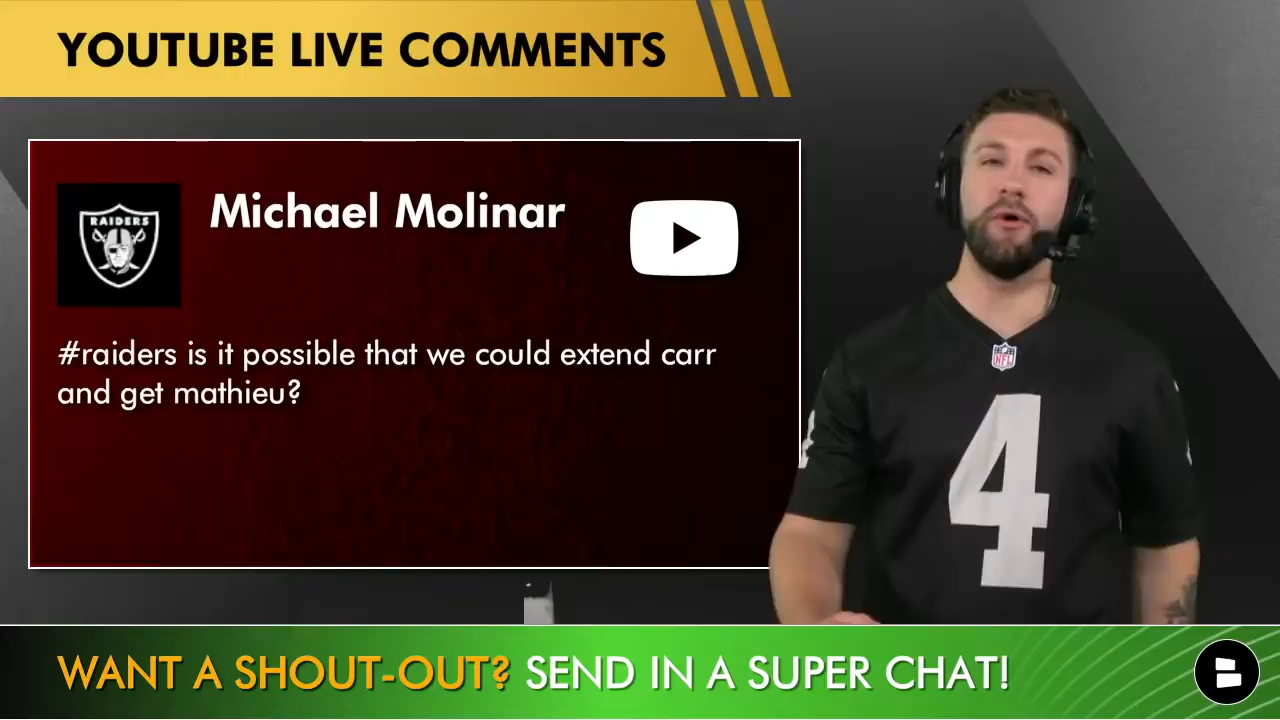 YOUTUBE LIVE COMMENTS
RAIDERS
Michael Molinar
#raiders is it possible that we could extend carr
and get mathieu?
NFL
4
4
WANT A SHOUT-OUT? SEND IN A SUPER CHAT!